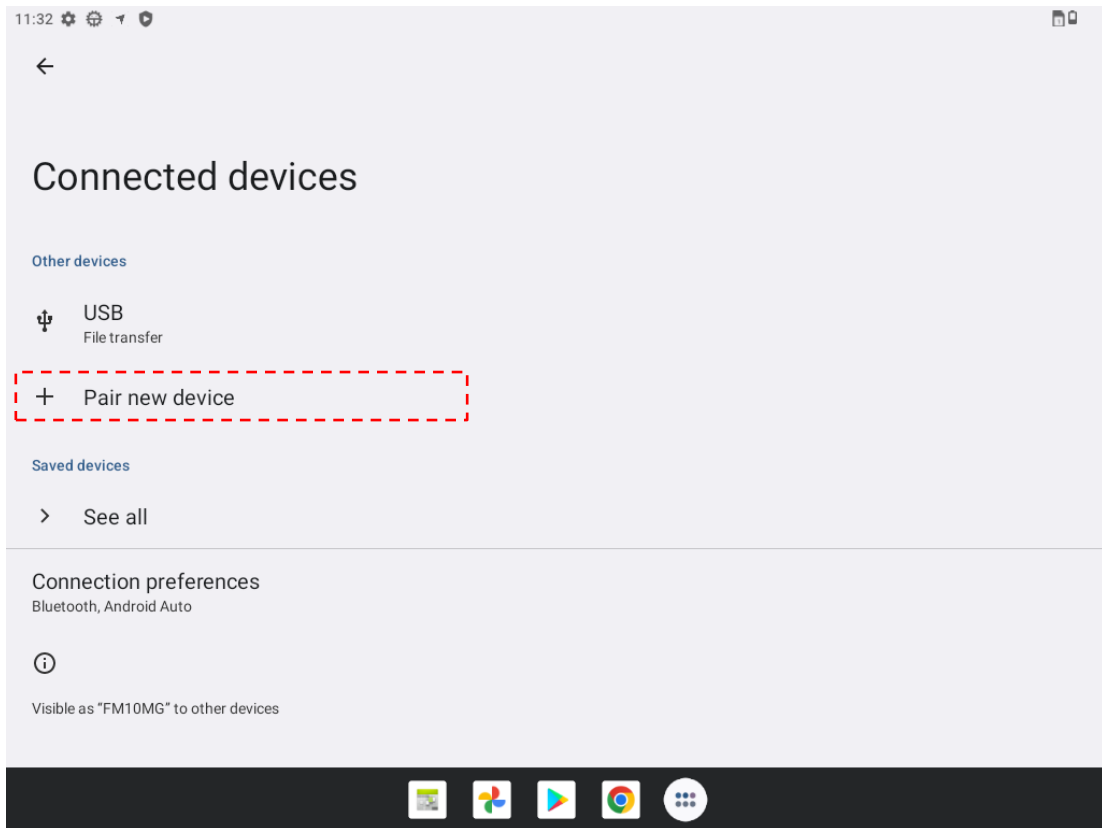 11:32
Connected devices
Other devices
USB
File transfer
Pair new device
Saved devices
See all
Connection preferences
Bluetooth, Android Auto
Visible as “FM10MG” to other devices